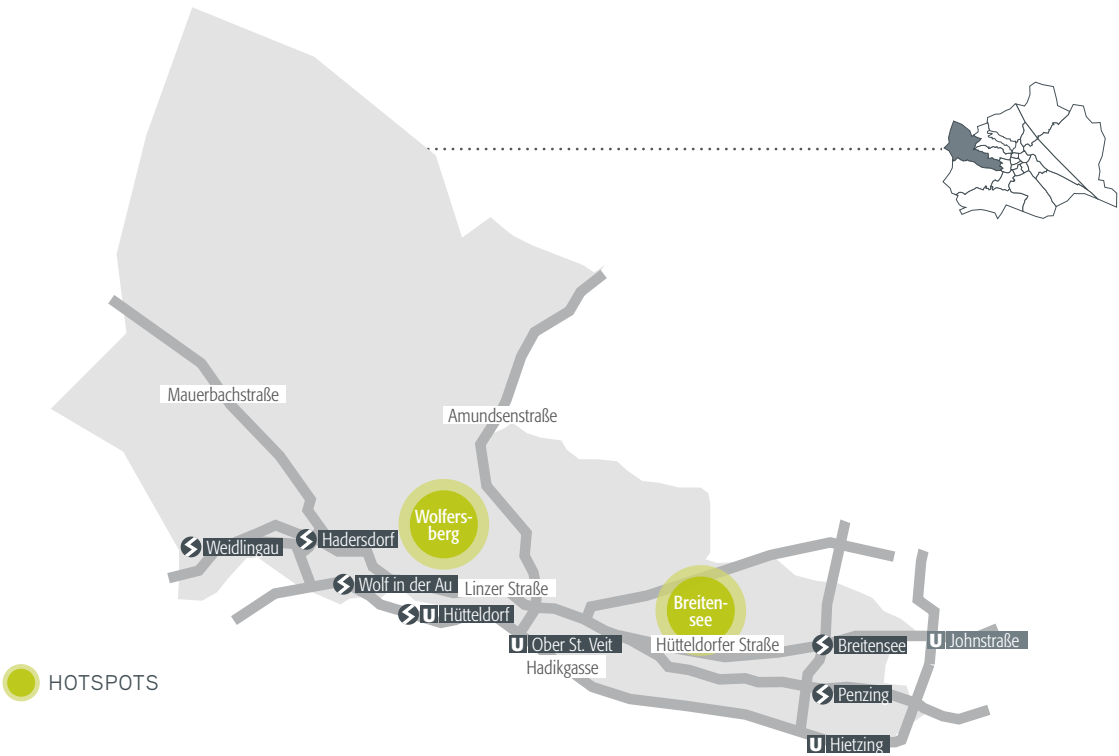 Mauerbachstraße
Amundsenstraße
Wolfers-
berg
Weidlingau
Hadersdorf
Wolf in der Au
Linzer Straße
U Hütteldorf
Breiten-
see
U Ober St. Veit
Hütteldorfer Straße
Breitensee
U Johnstraße
Hadikgasse
HOTSPOTS
Penzing
U Hietzing